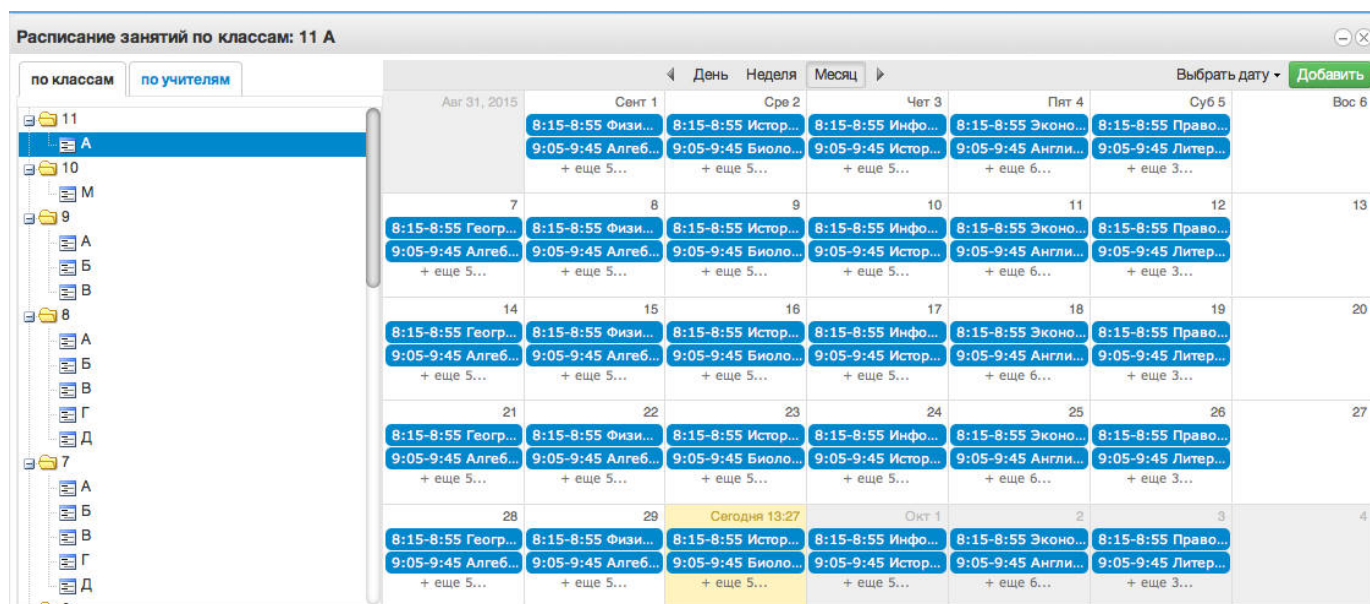 Расписание занятий по классам: 11 А
по классам по учителям
День Неделя Месяц Выбрать дату Добавить
11
А
10
М
9
А
Б
В
8
А
Б
В
Г
Д
7
А
Б
В
Г
Д
Авг 31, 2015 Сент 1 Сре 2 Чет 3 Пят 4 Суб 5 Вос 6
8:15-8:55 Физи... 8:15-8:55 Истор... 8:15-8:55 Инфо... 8:15-8:55 Эконо... 8:15-8:55 Право...
9:05-9:45 Алгеб... 9:05-9:45 Биоло... 9:05-9:45 Истор... 9:05-9:45 Англи... 9:05-9:45 Литер...
+ еще 5... + еще 5... + еще 5... + еще 6... + еще 3...
7 8 9 10 11 12 13
8:15-8:55 Геогр... 8:15-8:55 Физи... 8:15-8:55 Истор... 8:15-8:55 Инфо... 8:15-8:55 Эконо... 8:15-8:55 Право...
9:05-9:45 Алгеб... 9:05-9:45 Алгеб... 9:05-9:45 Биоло... 9:05-9:45 Истор... 9:05-9:45 Англи... 9:05-9:45 Литер...
+ еще 5... + еще 5... + еще 5... + еще 5... + еще 6... + еще 3...
14 15 16 17 18 19 20
8:15-8:55 Геогр... 8:15-8:55 Физи... 8:15-8:55 Истор... 8:15-8:55 Инфо... 8:15-8:55 Эконо... 8:15-8:55 Право...
9:05-9:45 Алгеб... 9:05-9:45 Алгеб... 9:05-9:45 Биоло... 9:05-9:45 Истор... 9:05-9:45 Англи... 9:05-9:45 Литер...
+ еще 5... + еще 5... + еще 5... + еще 5... + еще 6... + еще 3...
21 22 23 24 25 26 27
8:15-8:55 Геогр... 8:15-8:55 Физи... 8:15-8:55 Истор... 8:15-8:55 Инфо... 8:15-8:55 Эконо... 8:15-8:55 Право...
9:05-9:45 Алгеб... 9:05-9:45 Алгеб... 9:05-9:45 Биоло... 9:05-9:45 Истор... 9:05-9:45 Англи... 9:05-9:45 Литер...
+ еще 5... + еще 5... + еще 5... + еще 5... + еще 6... + еще 3...
28 29 Сегодня 13:27 Окт 1 2 3 4
8:15-8:55 Геогр... 8:15-8:55 Физи... 8:15-8:55 Истор... 8:15-8:55 Инфо... 8:15-8:55 Эконо... 8:15-8:55 Право...
9:05-9:45 Алгеб... 9:05-9:45 Алгеб... 9:05-9:45 Биоло... 9:05-9:45 Истор... 9:05-9:45 Англи... 9:05-9:45 Литер...
+ еще 5... + еще 5... + еще 5... + еще 5... + еще 6... + еще 3...